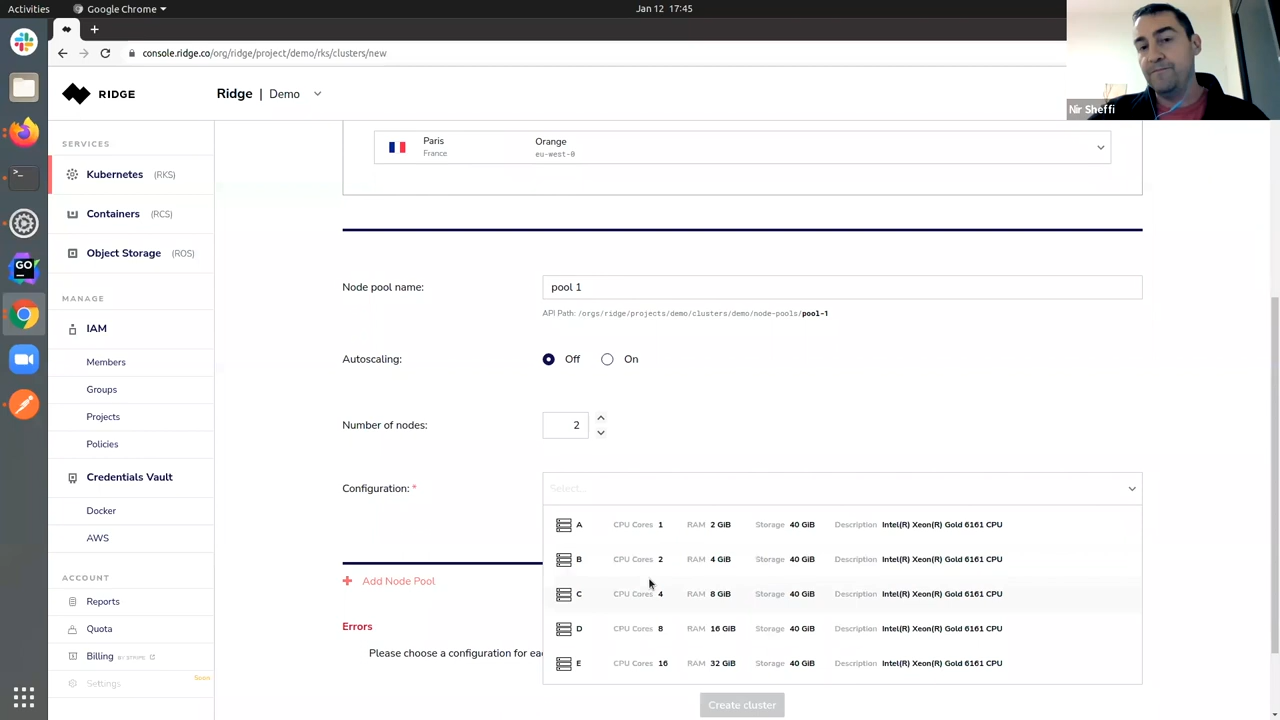 Activities
Google Chrome
Jan 12 17:45
console.ridge.co/org/ridge/project/demo/rks/clusters/new
Nir Sheffi
RIDGE
Ridge | Demo
SERVICES
Kubernetes (RKS)
Containers (RCS)
Object Storage (ROS)
MANAGE
IAM
Members
Groups
Projects
Policies
Credentials Vault
Docker
AWS
ACCOUNT
Reports
Quota
Billing BY STRIPE
Settings Soon
Paris Orange
France eu-west-0
Node pool name: pool 1
API Path: /orgs/ridge/projects/demo/clusters/demo/node-pools/pool-1
Autoscaling: Off On
Number of nodes: 2
Configuration: * Select...
A CPU Cores 1 RAM 2 GiB Storage 40 GiB Description Intel(R) Xeon(R) Gold 6161 CPU
B CPU Cores 2 RAM 4 GiB Storage 40 GiB Description Intel(R) Xeon(R) Gold 6161 CPU
C CPU Cores 4 RAM 8 GiB Storage 40 GiB Description Intel(R) Xeon(R) Gold 6161 CPU
D CPU Cores 8 RAM 16 GiB Storage 40 GiB Description Intel(R) Xeon(R) Gold 6161 CPU
E CPU Cores 16 RAM 32 GiB Storage 40 GiB Description Intel(R) Xeon(R) Gold 6161 CPU
+ Add Node Pool
Errors
Please choose a configuration for
Create cluster